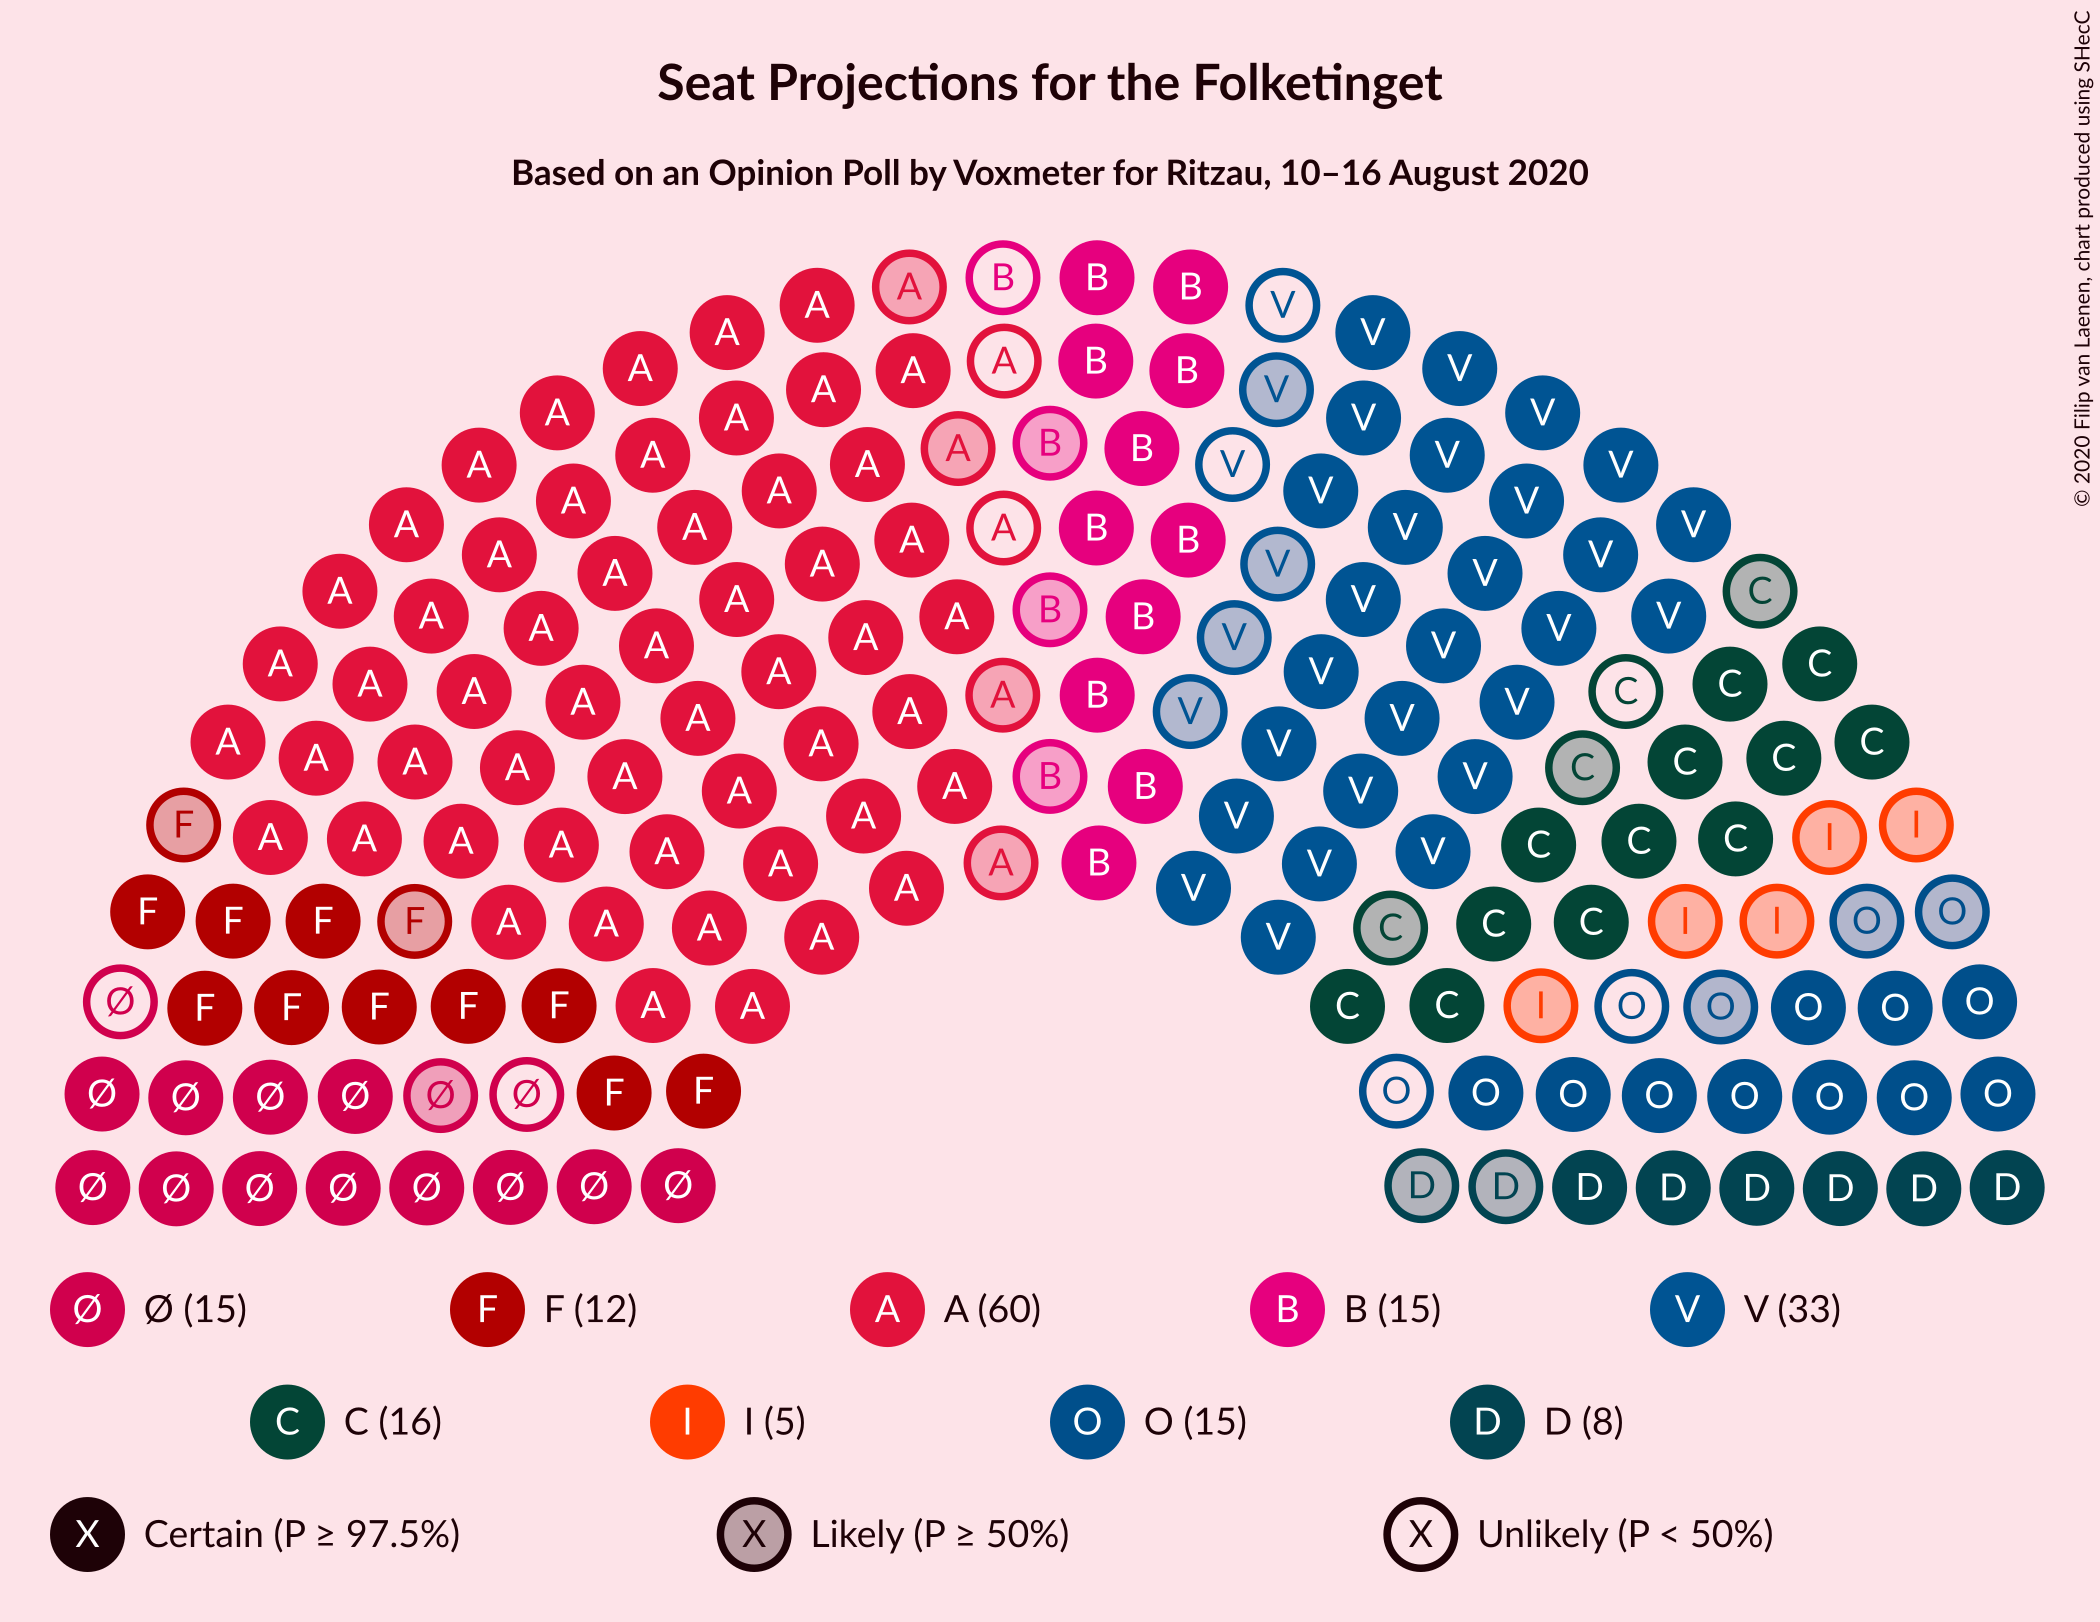 Seat Projections for the Folketinget
Based on an Opinion Poll by Voxmeter for Ritzau, 10–16 August 2020
© 2020 Filip van Laenen, chart produced using SHecC
B B
A B
A V
A V
A A B B V V
A A V V
A B
A A B V V
A A V V
A A V V
A A B B V V
A A A V V
A A V V
A A B V V C
A A B B V V
A A A V V V
A A V V
A A V V C C
A A A B V V C C
A A A V V V C C
A A A A B B V V V C C C
A A A A V V V
F A A A A A V V C C C I I
A A A B V
A A V
F F F F A A A A V C C C I I O O
Ø F F F F F A A C C I O O O O O
Ø Ø Ø Ø Ø Ø F F O O O O O O O O
Ø Ø Ø Ø Ø Ø Ø Ø D D D D D D D D
Ø Ø (15) F F (12) A A (60) B B (15) V V (33)
C C (16) I I (5) O O (15) D D (8)
X Certain (P ≥ 97.5%) X Likely (P ≥ 50%) X Unlikely (P < 50%)